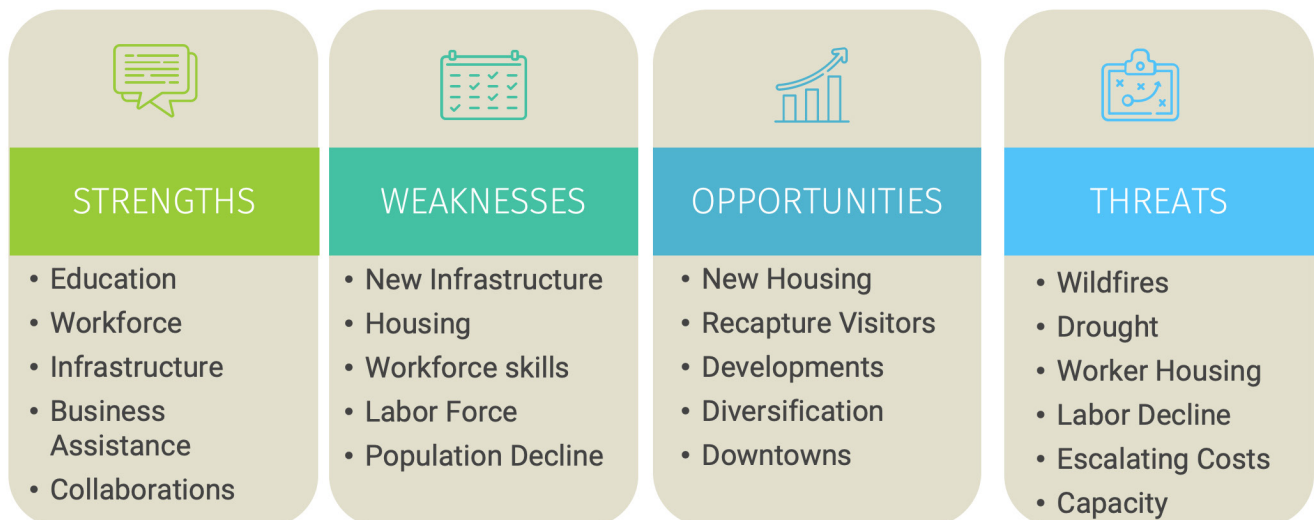 STRENGTHS
• Education
• Workforce
• Infrastructure
• Business
Assistance
• Collaborations
WEAKNESSES
• New Infrastructure
• Housing
• Workforce skills
• Labor Force
• Population Decline
OPPORTUNITIES
• New Housing
• Recapture Visitors
• Developments
• Diversification
• Downtowns
THREATS
• Wildfires
• Drought
• Worker Housing
• Labor Decline
• Escalating Costs
• Capacity